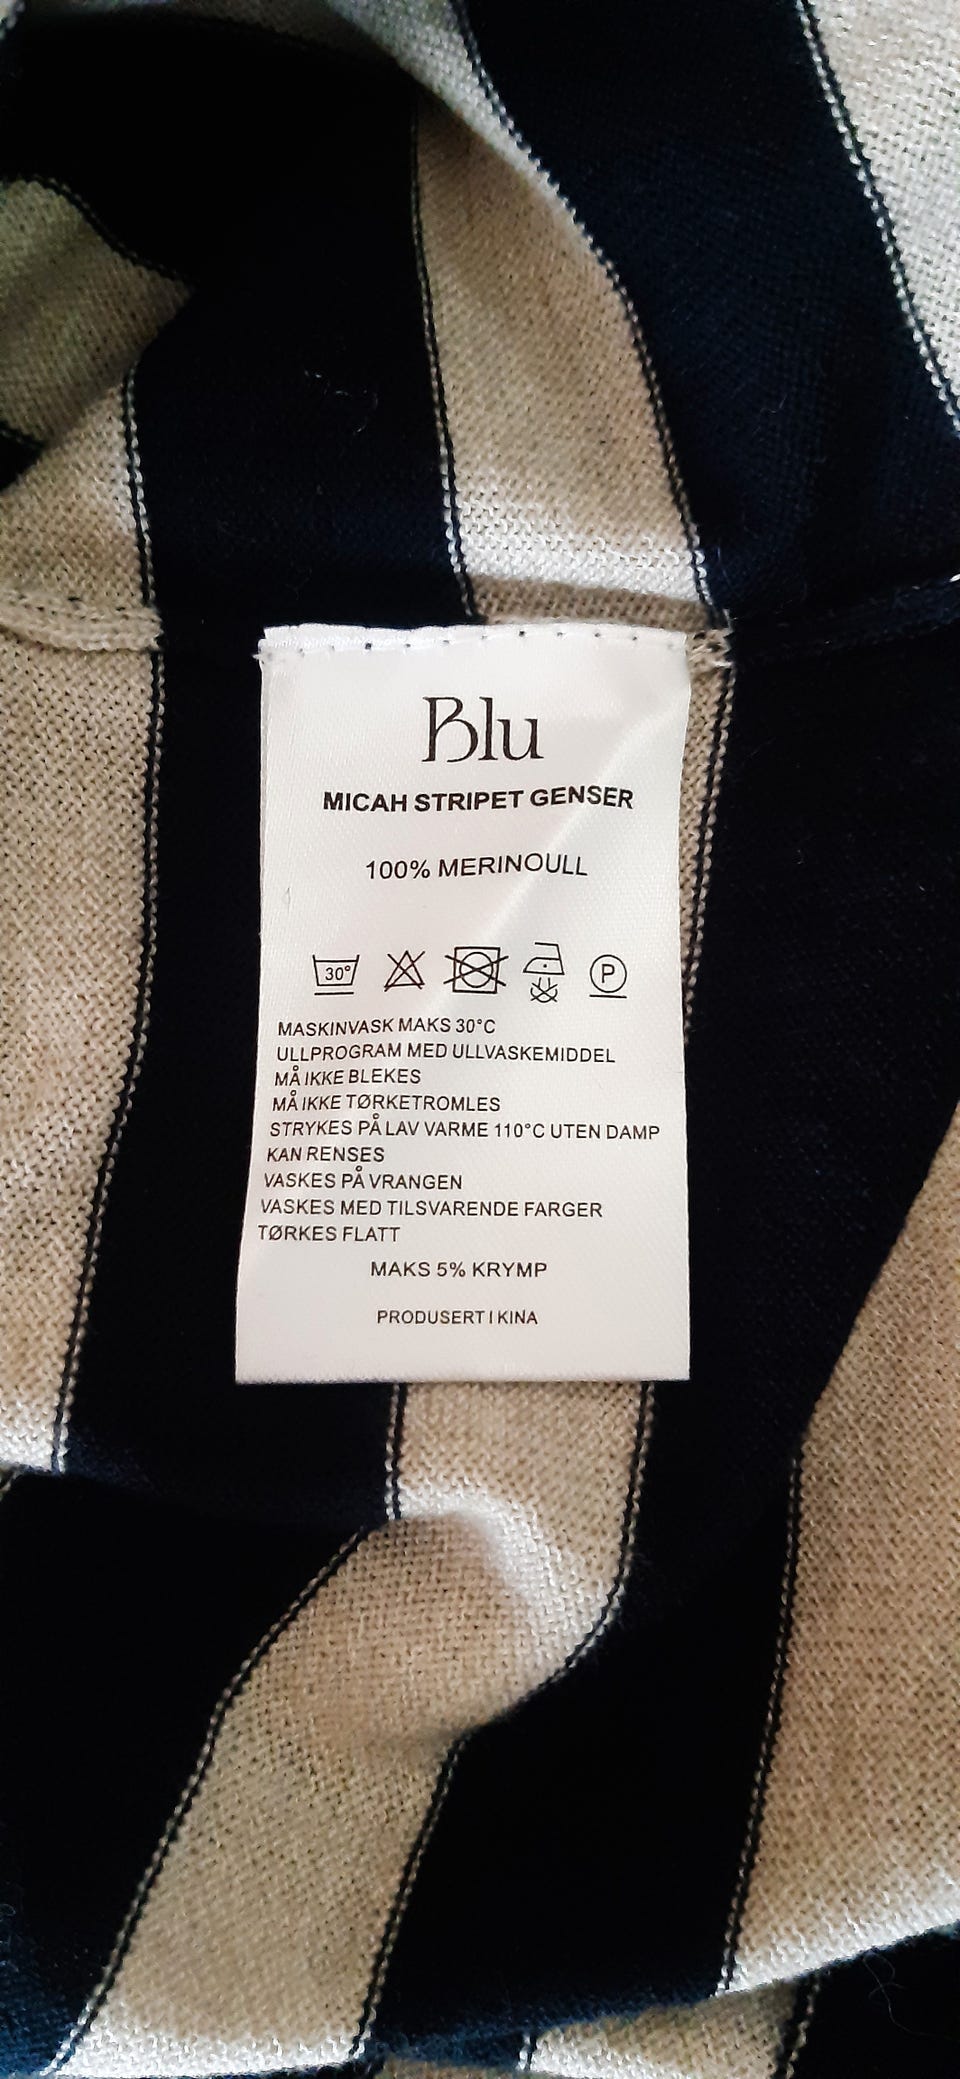 Blu
MICAH STRIPET GENSER
100% MERINOULL
30° P
MASKINVASK MAKS 30°C
ULLPROGRAM MED ULLVASKEMIDDEL
MÅ IKKE BLEKES
MÅ IKKE TØRKETROMLES
STRYKES PÅ LAV VARME 110°C UTEN DAMP
KAN RENSES
VASKES PÅ VRANGEN
VASKES MED TILSVARENDE FARGER
TØRKES FLATT
MAKS 5% KRYMP
PRODUSERT I KINA